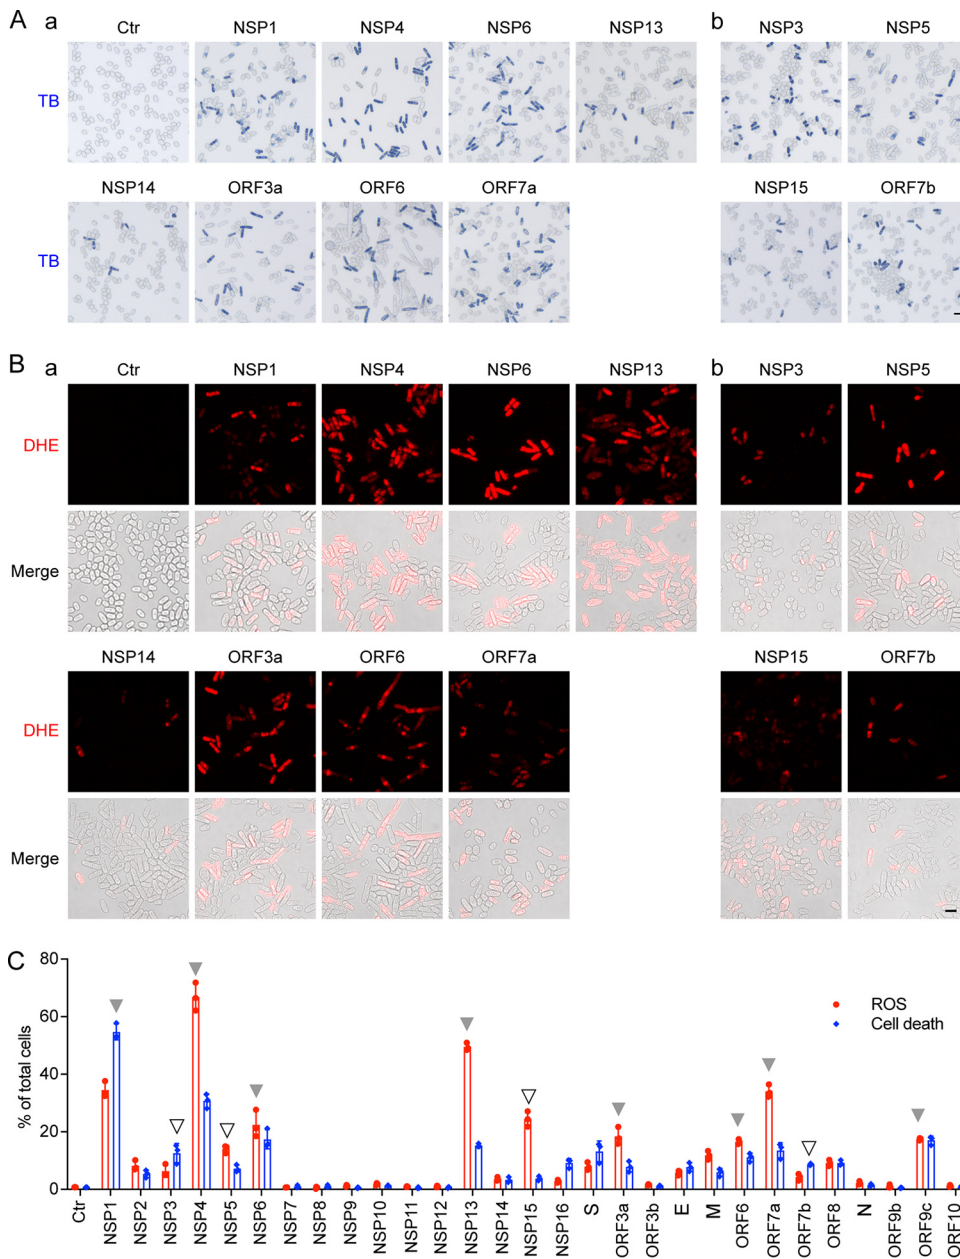 A a b
Ctr NSP1 NSP4 NSP6 NSP13 NSP3 NSP5
TB
NSP14 ORF3a ORF6 ORF7a NSP15 ORF7b
TB
B a b
Ctr NSP1 NSP4 NSP6 NSP13 NSP3 NSP5
DHE
Merge
NSP14 ORF3a ORF6 ORF7a NSP15 ORF7b
DHE
Merge
C
% of total cells
80
60
40
20
0
ROS
Cell death
Ctr NSP1 NSP2 NSP3 NSP4 NSP5 NSP6 NSP7 NSP8 NSP9 NSP10 NSP11 NSP12 NSP13 NSP14 NSP15 NSP16 S ORF3a ORF3b E M ORF6 ORF7a ORF7b ORF8 N ORF9b ORF9c ORF10